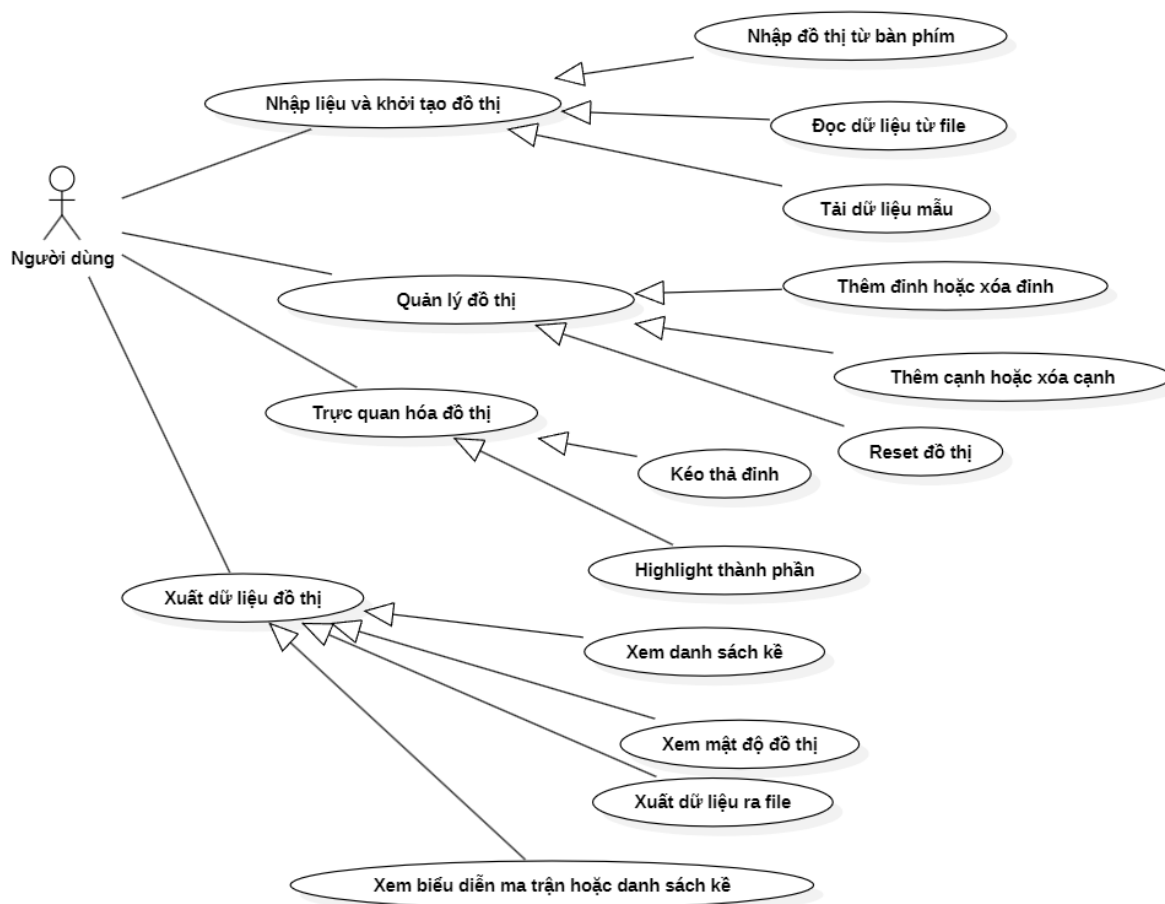 Nhập đồ thị từ bàn phím
Nhập liệu và khởi tạo đồ thị
Đọc dữ liệu từ file
Tải dữ liệu mẫu
Người dùng
Thêm đỉnh hoặc xóa đỉnh
Quản lý đồ thị
Thêm cạnh hoặc xóa cạnh
Trực quan hóa đồ thị
Reset đồ thị
Kéo thả đỉnh
Highlight thành phần
Xuất dữ liệu đồ thị
Xem danh sách kề
Xem mật độ đồ thị
Xuất dữ liệu ra file
Xem biểu diễn ma trận hoặc danh sách kề